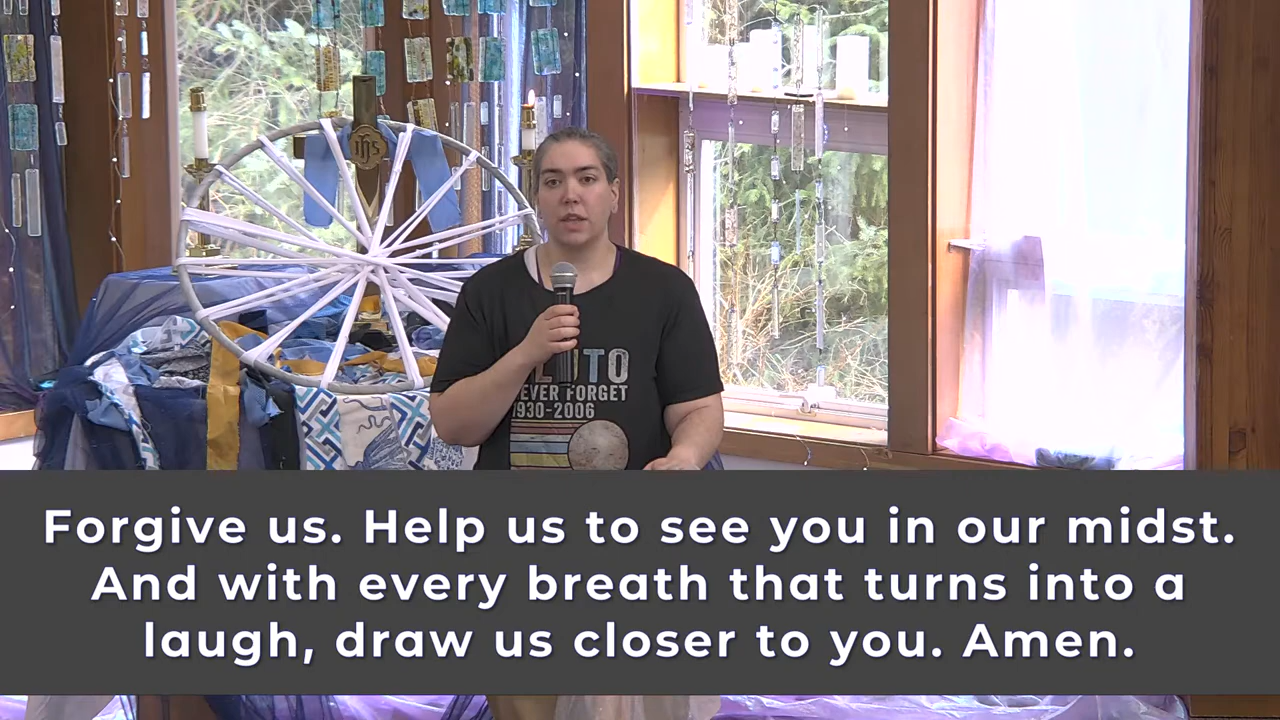 IHS
UTO
EVER FORGET
1930-2006
Forgive us. Help us to see you in our midst.
And with every breath that turns into a
laugh, draw us closer to you. Amen.